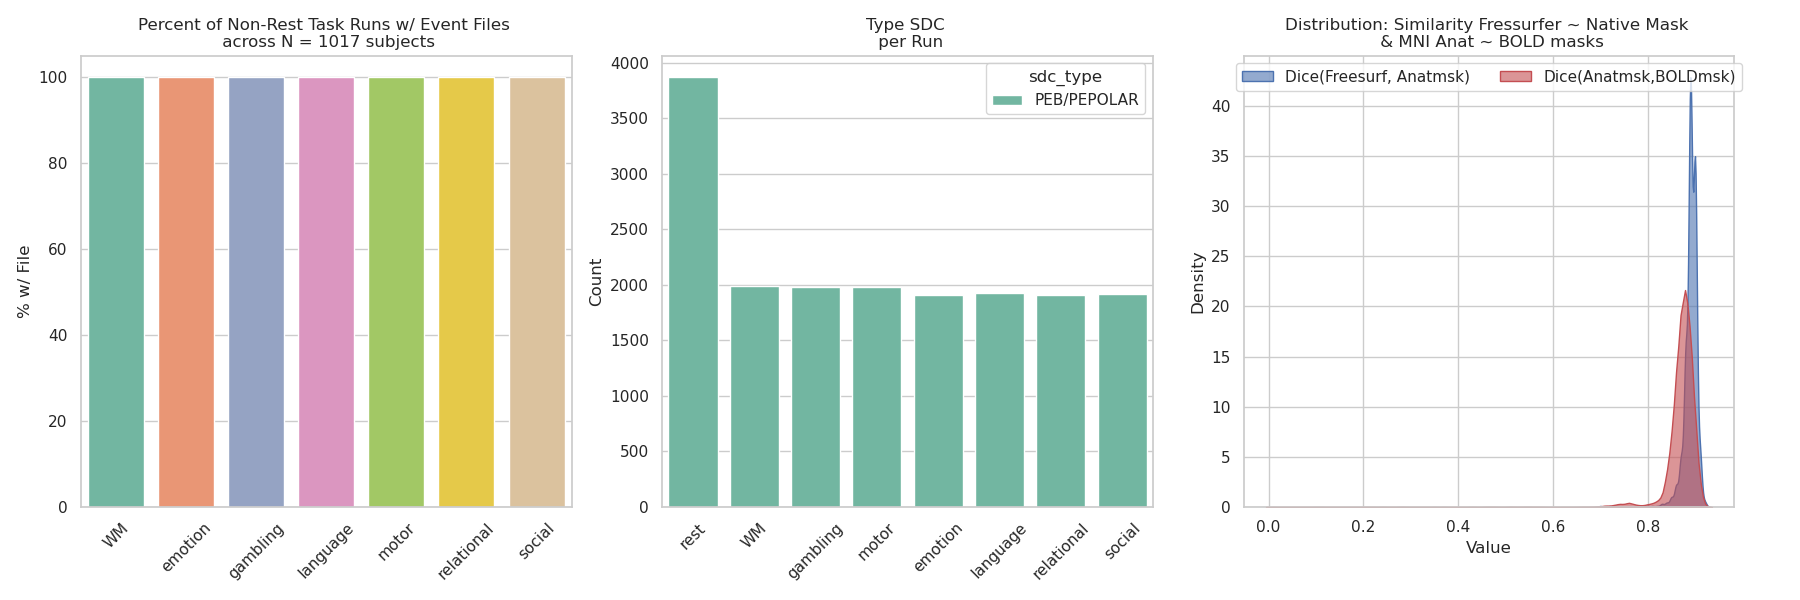 Percent of Non-Rest Task Runs w/ Event Files
across N = 1017 subjects
% w/ File
100
80
60
40
20
0
WM
emotion
gambling
language
motor
relational
social
Type SDC
per Run
Count
4000
3500
3000
2500
2000
1500
1000
500
0
sdc_type
PEB/PEPOLAR
rest
WM
gambling
motor
emotion
language
relational
social
Distribution: Similarity Fressurfer ~ Native Mask
& MNI Anat ~ BOLD masks
Dice(Freesurf, Anatmsk)
Dice(Anatmsk,BOLDmsk)
Density
40
35
30
25
20
15
10
5
0
0.0
0.2
0.4
0.6
0.8
Value